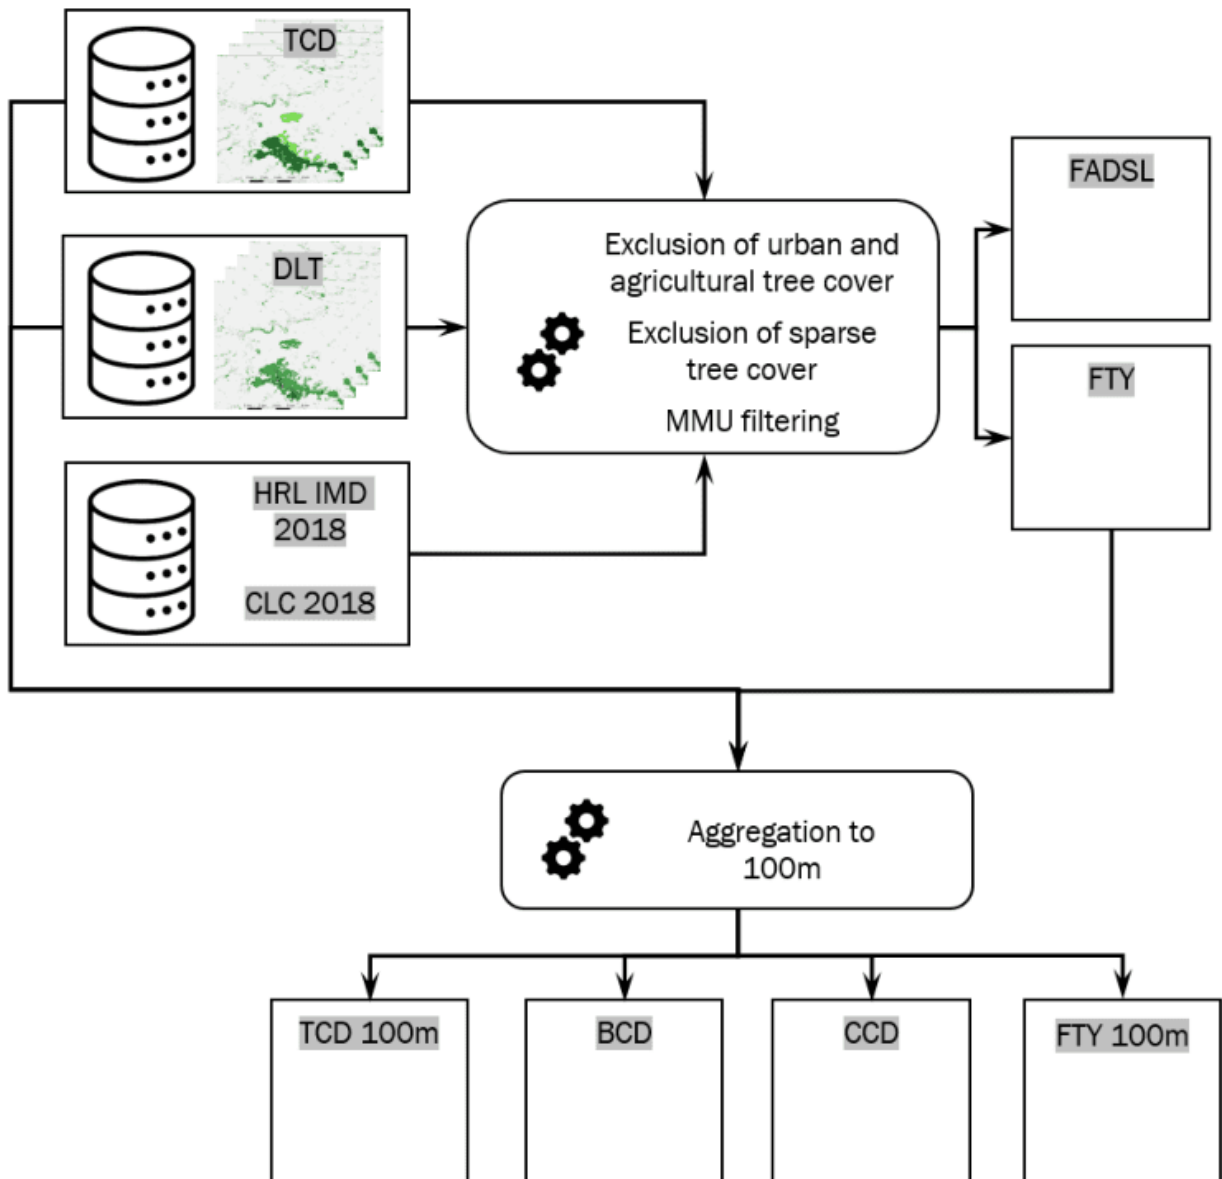 TCD
DLT
HRL IMD
2018
CLC 2018
Exclusion of urban and
agricultural tree cover
Exclusion of sparse
tree cover
MMU filtering
FADSL
FTY
Aggregation to
100m
TCD 100m
BCD
CCD
FTY 100m